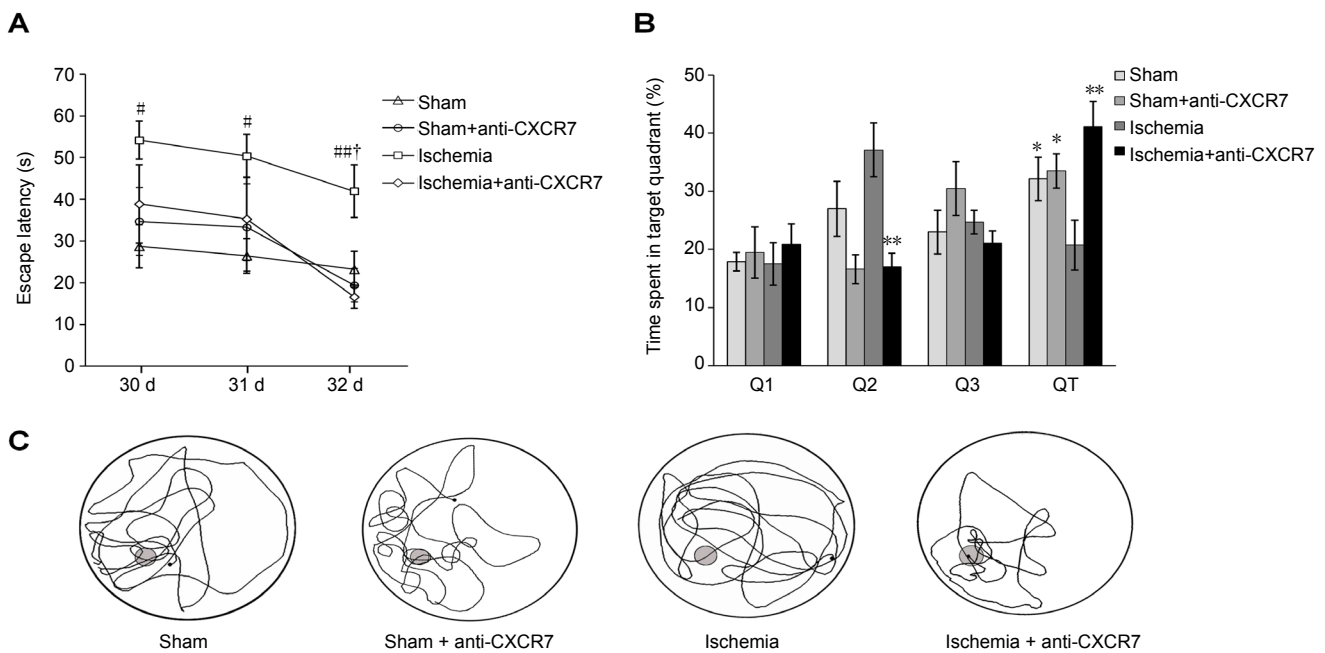 A
Escape latency (s)
70
60
50
40
30
20
10
0
#
#
##†
30 d
31 d
32 d
Sham
Sham+anti-CXCR7
Ischemia
Ischemia+anti-CXCR7
B
Time spent in target quadrant (%)
50
40
30
20
10
0
**
*
*
**
Q1
Q2
Q3
QT
Sham
Sham+anti-CXCR7
Ischemia
Ischemia+anti-CXCR7
C
Sham
Sham + anti-CXCR7
Ischemia
Ischemia + anti-CXCR7